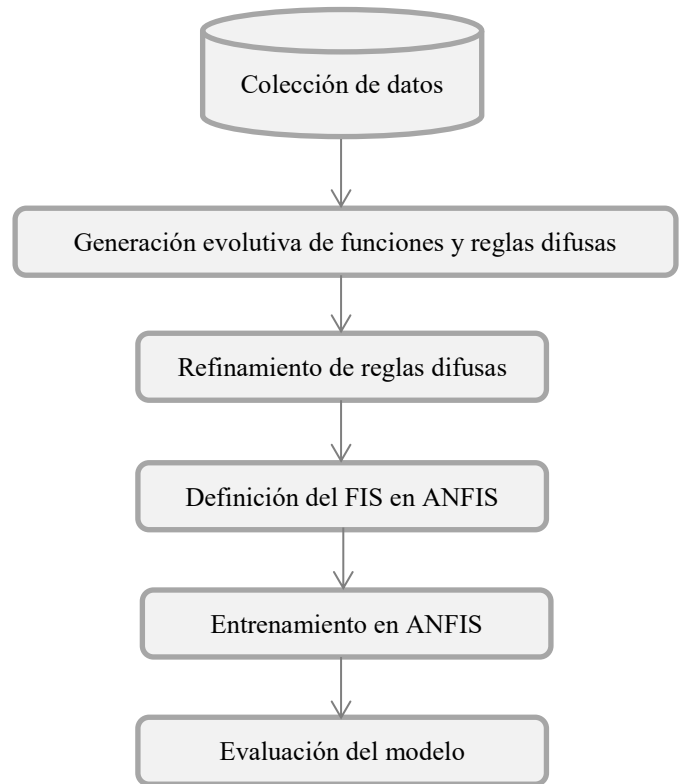 Colección de datos
Generación evolutiva de funciones y reglas difusas
Refinamiento de reglas difusas
Definición del FIS en ANFIS
Entrenamiento en ANFIS
Evaluación del modelo